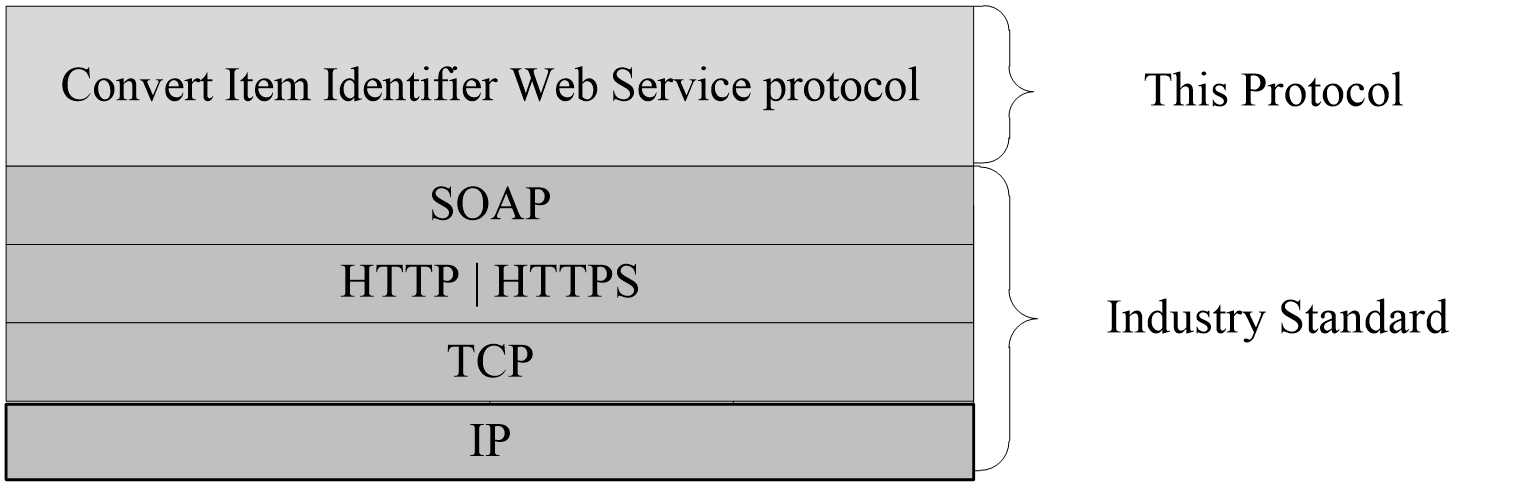 Convert Item Identifier Web Service protocol
This Protocol
SOAP
HTTP | HTTPS
TCP
IP
Industry Standard